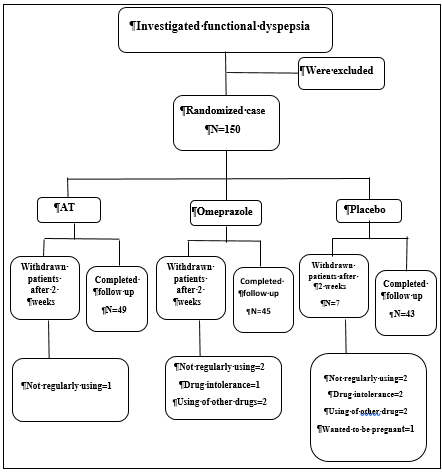 ¶Investigated·functional·dyspepsia
¶Were·excluded
¶Randomized·case
¶N=150
¶AT
¶Omeprazole
¶Placebo
Withdrawn·
patients·
after·2·
¶weeks
Completed·
¶follow·up
¶N=49
Withdrawn·
patients·
after·2·
¶weeks
Completed·
¶follow·up
¶N=45
Withdrawn·
patients·after·
¶2·weeks
¶N=7
Completed·
¶follow·up
¶N=43
¶Not·regularly·using=1
¶Not·regularly·using=2
¶Drug·intolerance=1
¶Using·of·other·drugs=2
¶Not·regularly·using=2
¶Drug·intolerance=2
¶Using·of·other·drug=2
¶Wanted·to·be·pregnant=1